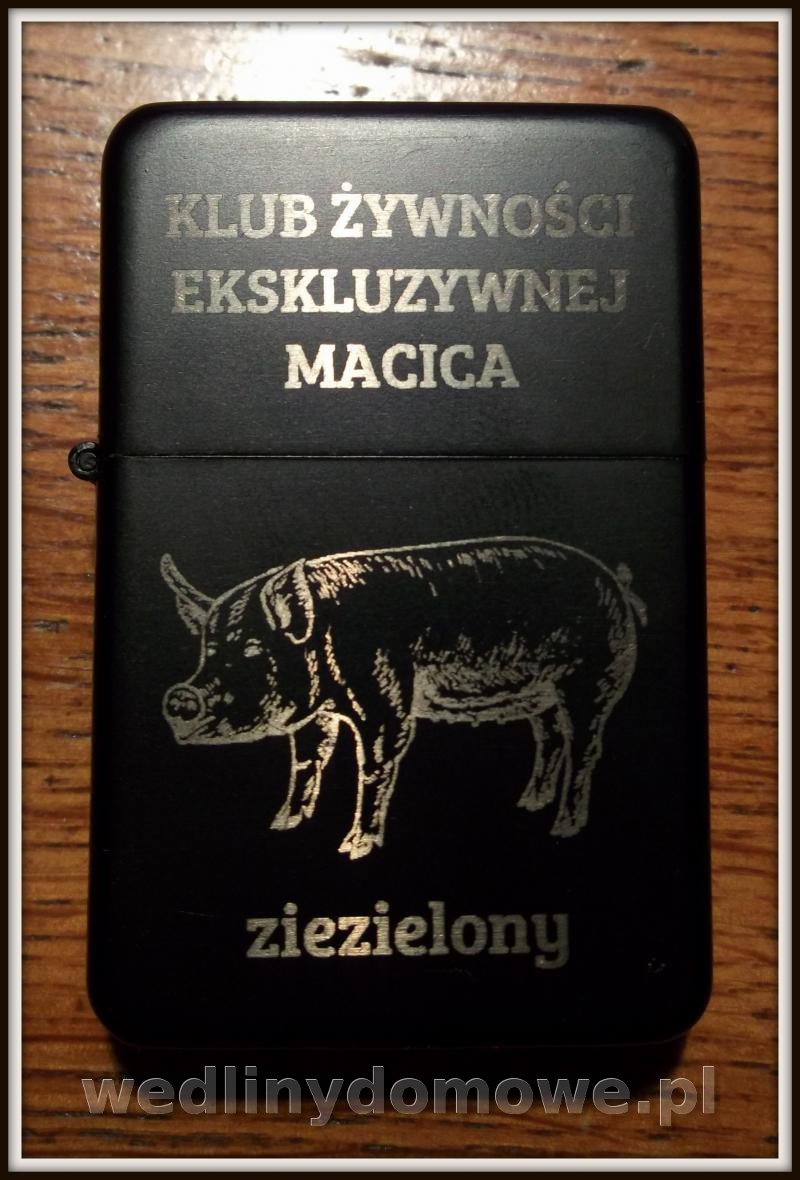 KLUB ŻYWNOŚCI
EKSKLUZYWNEJ
MACICA
ziezielony
wedlinydomowe.pl